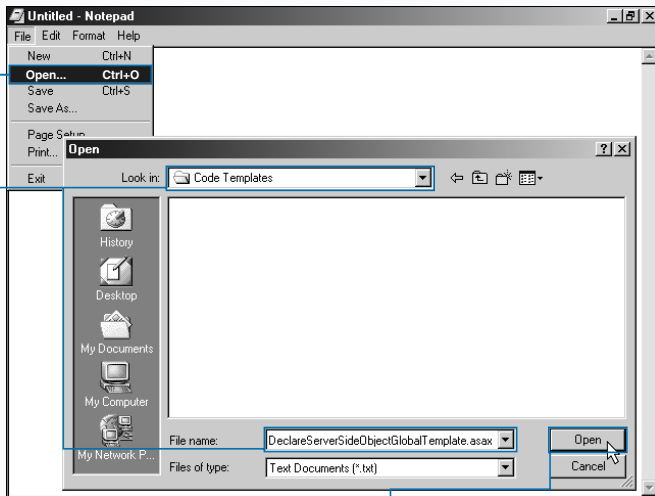 Untitled - Notepad
File Edit Format Help
New Ctrl+N
Open... Ctrl+O
Save Ctrl+S
Save As...
Page Setup...
Print...
Exit
Open
Look in: Code Templates
History
Desktop
My Documents
My Computer
My Network P...
File name: DeclareServerSideObjectGlobalTemplate.asax Open
Files of type: Text Documents (*.txt) Cancel